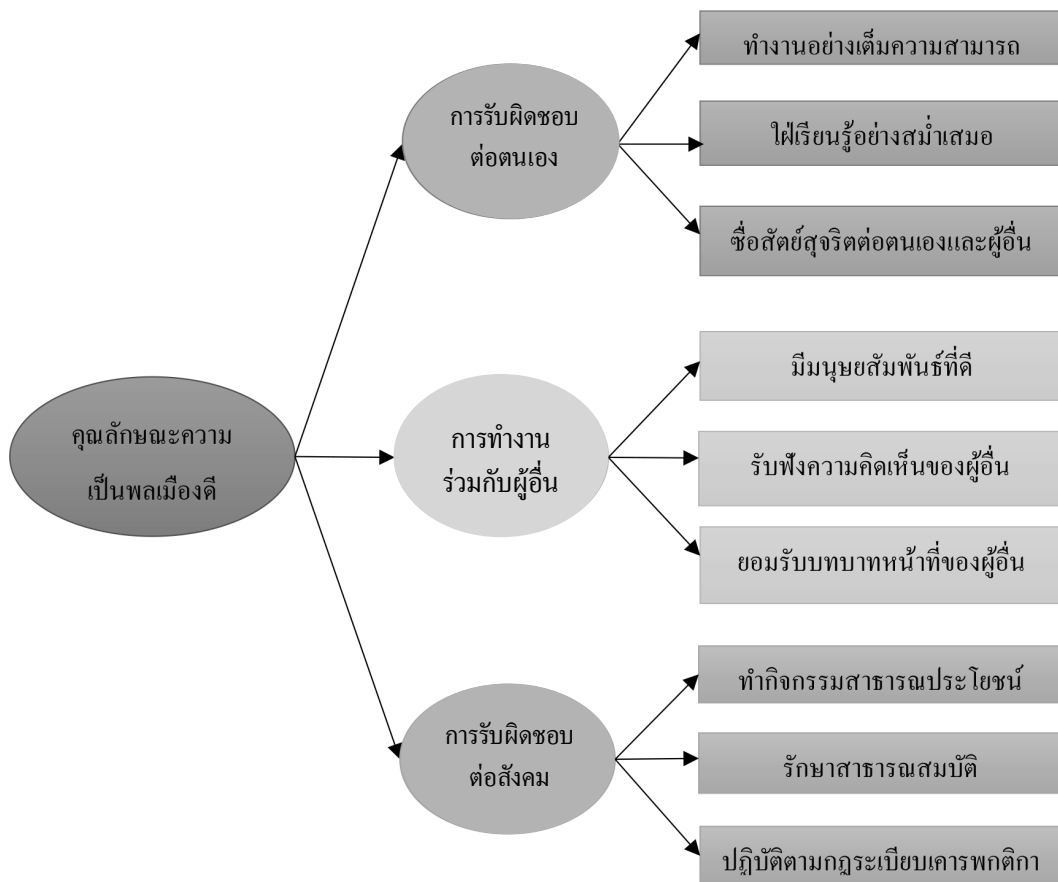 คุณลักษณะความ
เป็นพลเมืองดี
การรับผิดชอบ
ต่อตนเอง
ทำงานอย่างเต็มความสามารถ
ใฝ่เรียนรู้อย่างสม่ำเสมอ
ซื่อสัตย์สุจริตต่อตนเองและผู้อื่น
การทำงาน
ร่วมกับผู้อื่น
มีมนุษยสัมพันธ์ที่ดี
รับฟังความคิดเห็นของผู้อื่น
ยอมรับบทบาทหน้าที่ของผู้อื่น
การรับผิดชอบ
ต่อสังคม
ทำกิจกรรมสาธารณประโยชน์
รักษาสาธารณสมบัติ
ปฏิบัติตามกฎระเบียบเคารพกติกา